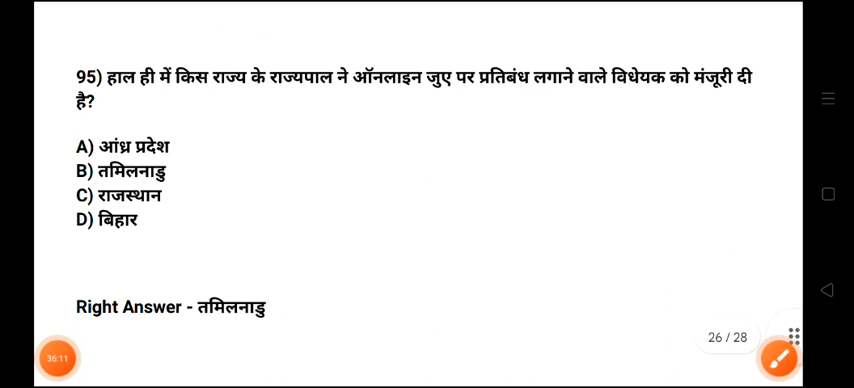 95) हाल ही में किस राज्य के राज्यपाल ने ऑनलाइन जुए पर प्रतिबंध लगाने वाले विधेयक को मंजूरी दी
है?
A) आंध्र प्रदेश
B) तमिलनाडु
C) राजस्थान
D) बिहार
Right Answer - तमिलनाडु
26 / 28
36:11